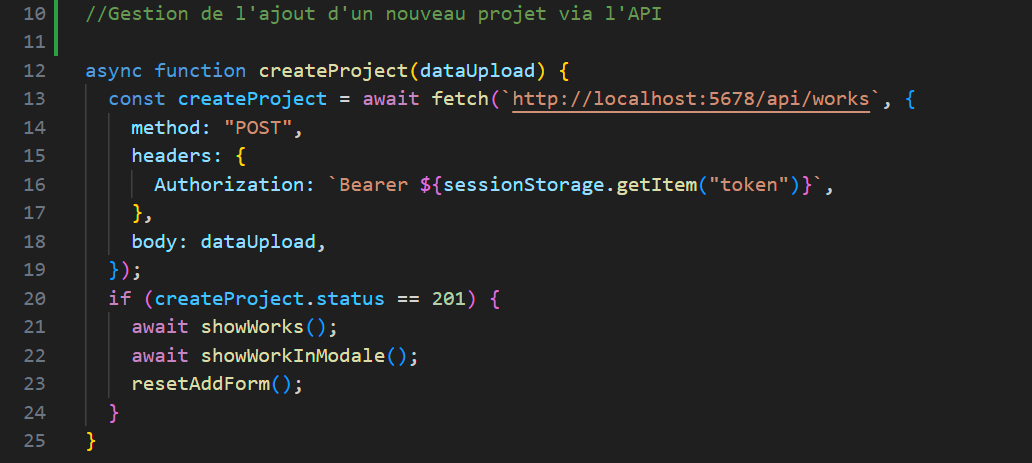 10 //Gestion de l'ajout d'un nouveau projet via l'API
11
12 async function createProject(dataUpload) {
13 const createProject = await fetch(`http://localhost:5678/api/works`, {
14 method: "POST",
15 headers: {
16 Authorization: `Bearer ${sessionStorage.getItem("token")}`,
17 },
18 body: dataUpload,
19 });
20 if (createProject.status == 201) {
21 await showWorks();
22 await showWorkInModale();
23 resetAddForm();
24 }
25 }